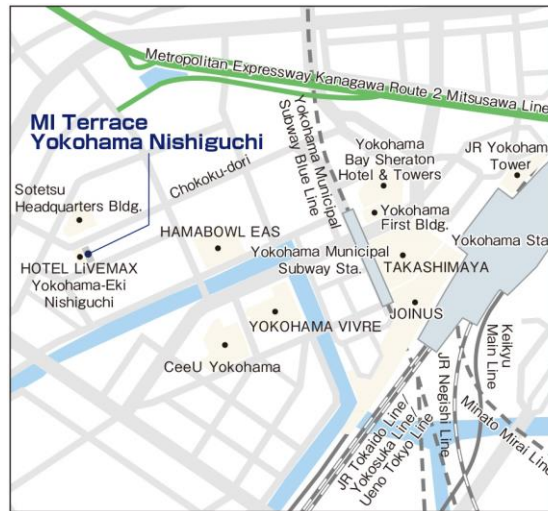 Metropolitan Expressway Kanagawa Route 2 Mitsusawa Line
MI Terrace
Yokohama Nishiguchi
Yokohama Municipal
Subway Blue Line
Yokohama
Bay Sheraton
Hotel & Towers
JR Yokohama
Tower
Chokoku-dori
Sotetsu
Headquarters Bldg.
HAMABOWL EAS
Yokohama
First Bldg.
Yokohama Municipal
Subway Sta.
Yokohama Sta.
TAKASHIMAYA
HOTEL LiVEMAX
Yokohama-Eki
Nishiguchi
YOKOHAMA VIVRE
JOINUS
CeeU Yokohama
Keikyu
Main Line
JR Negishi Line
Minato Mirai Line
JR Tokaido Line/
Yokosuka Line/
Ueno Tokyo Line